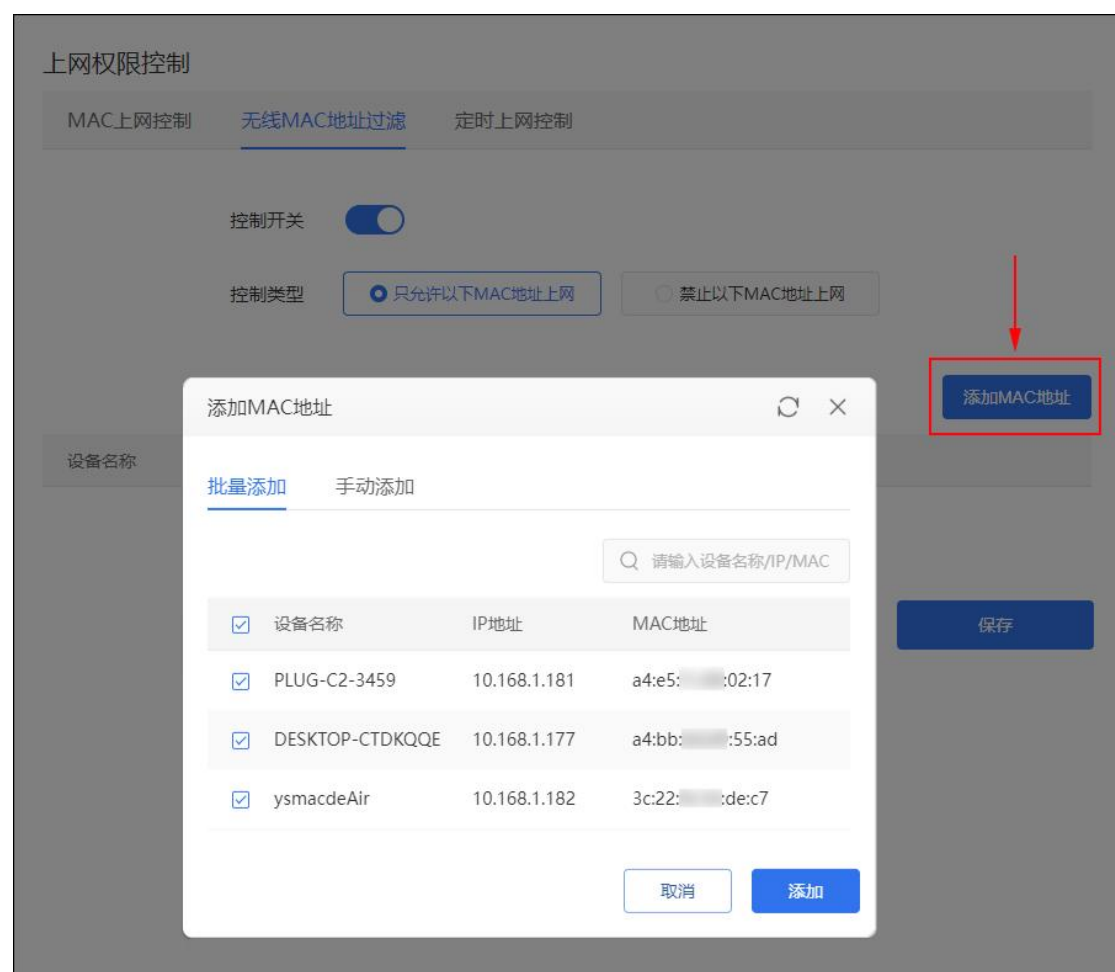 上网权限控制
MAC上网控制 无线MAC地址过滤 定时上网控制
控制开关
控制类型 只允许以下MAC地址上网 禁止以下MAC地址上网
添加MAC地址
设备名称
添加MAC地址
批量添加 手动添加
请输入设备名称/IP/MAC
设备名称 IP地址 MAC地址
PLUG-C2-3459 10.168.1.181 a4:e5: :02:17
DESKTOP-CTDKQQE 10.168.1.177 a4:bb: :55:ad
ysmacdeAir 10.168.1.182 3c:22: :de:c7
取消 添加
保存